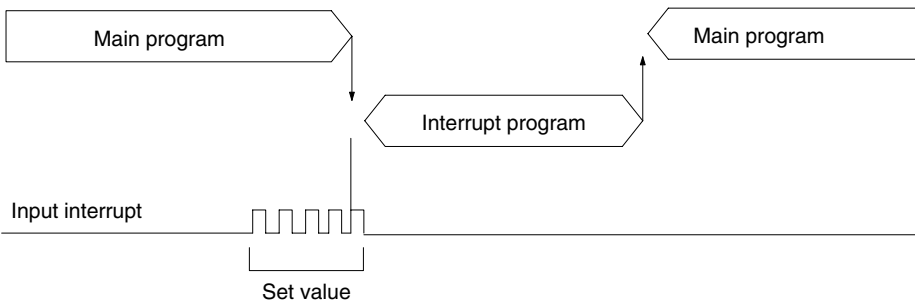 Main program
Main program
Interrupt program
Input interrupt
Set value